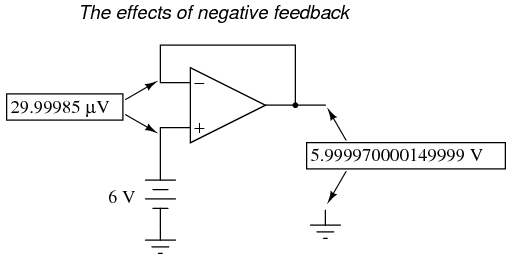 The effects of negative feedback
29.99985 μV
−
+
5.999970000149999 V
6 V